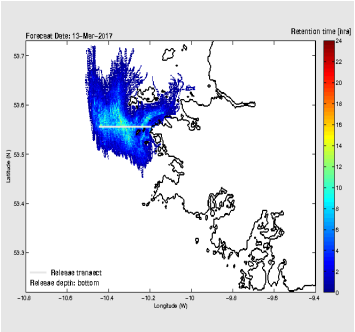 Retention time [hrs]
Forecast Date: 13-Mar-2017
24
22
20
18
16
14
12
10
8
6
4
2
0
53.7
53.6
53.5
53.4
53.3
Latitude (N)
Release transect
Release depth: bottom
-10.8 -10.6 -10.4 -10.2 -10 -9.8 -9.6 -9.4
Longitude (W)